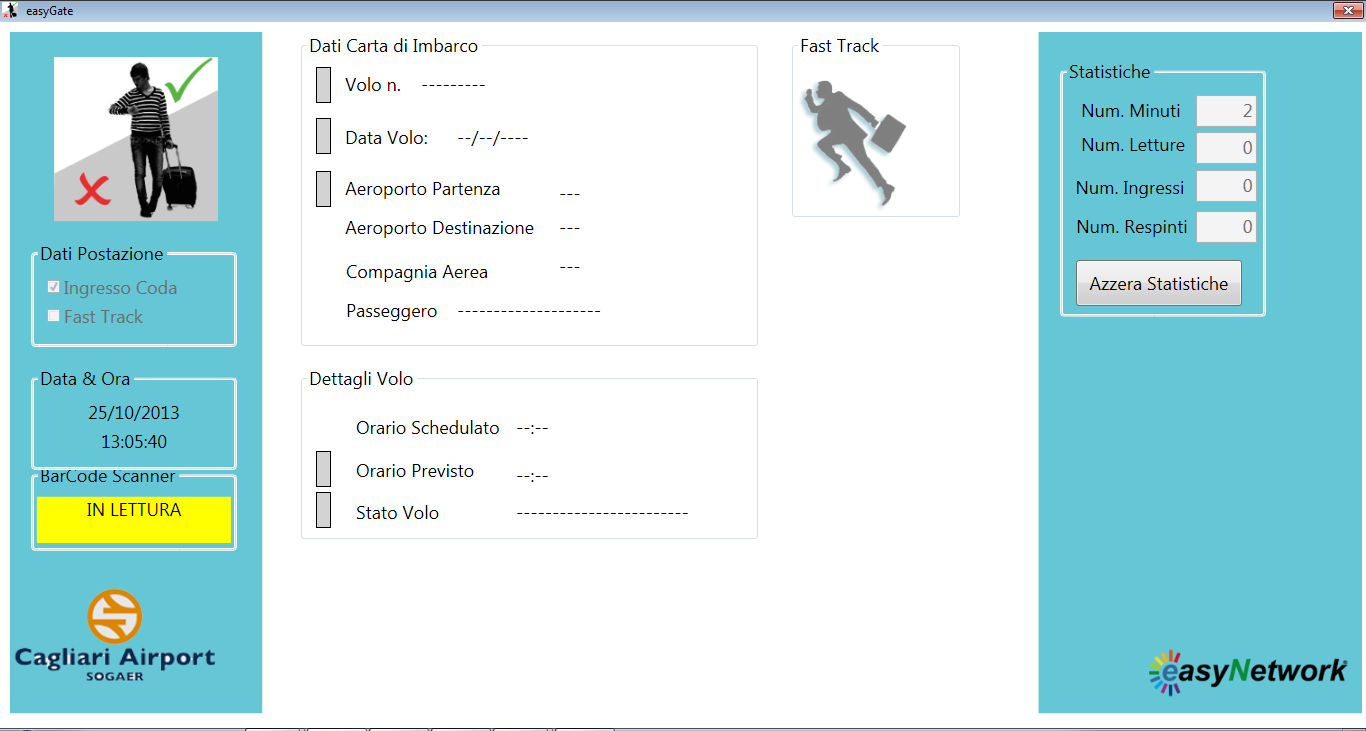 easyGate
Dati Postazione
Ingresso Coda
Fast Track
Data & Ora
25/10/2013
13:05:40
BarCode Scanner
IN LETTURA
Cagliari Airport
SOGAER
Dati Carta di Imbarco
Volo n. ---------
Data Volo: --/--/----
Aeroporto Partenza ---
Aeroporto Destinazione ---
Compagnia Aerea ---
Passeggero --------------------
Dettagli Volo
Orario Schedulato --:--
Orario Previsto --:--
Stato Volo ------------------------
Fast Track
Statistiche
Num. Minuti 2
Num. Letture 0
Num. Ingressi 0
Num. Respinti 0
Azzera Statistiche
easyNetwork